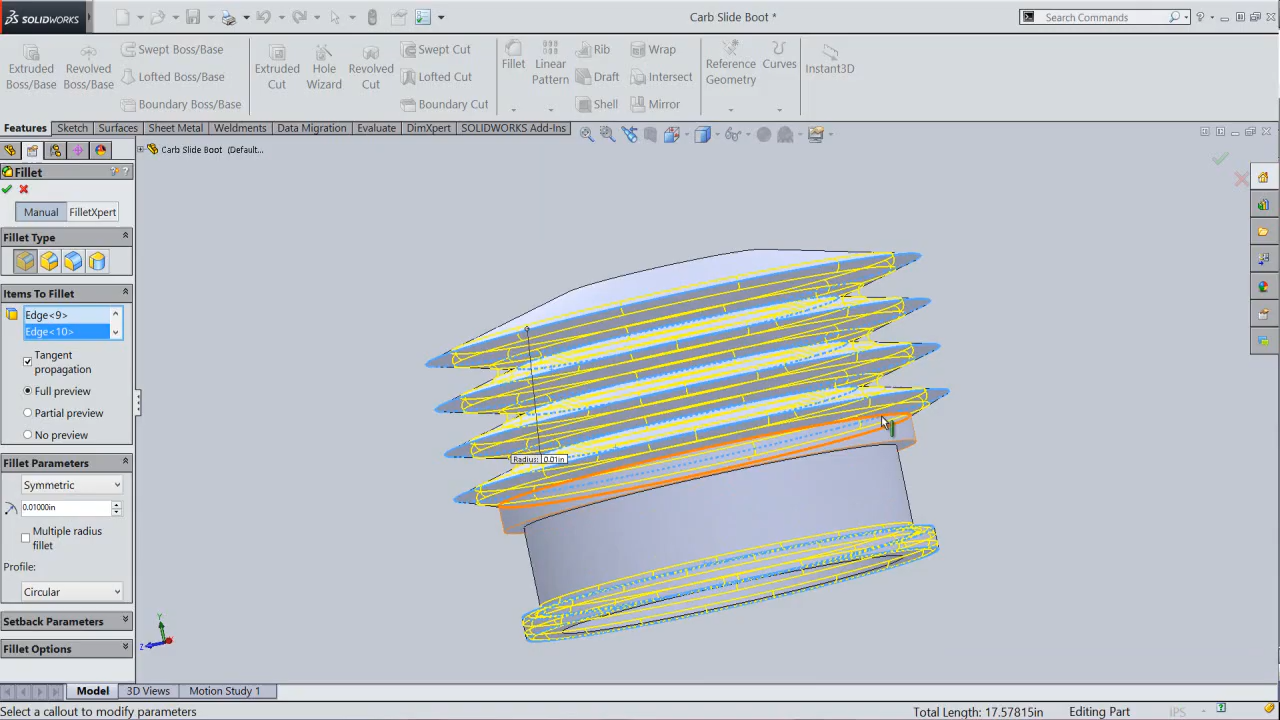 SOLIDWORKS
Carb Slide Boot *
Search Commands
Extruded Boss/Base
Revolved Boss/Base
Swept Boss/Base
Lofted Boss/Base
Boundary Boss/Base
Extruded Cut
Hole Wizard
Revolved Cut
Swept Cut
Lofted Cut
Boundary Cut
Fillet
Linear Pattern
Rib
Draft
Shell
Wrap
Intersect
Mirror
Reference Geometry
Curves
Instant3D
Features Sketch Surfaces Sheet Metal Weldments Data Migration Evaluate DimXpert SOLIDWORKS Add-Ins
Carb Slide Boot (Default...
Fillet
Manual FilletXpert
Fillet Type
Items To Fillet
Edge<9>
Edge<10>
Tangent
propagation
Full preview
Partial preview
No preview
Fillet Parameters
Symmetric
0.01000in
Multiple radius
fillet
Profile:
Circular
Setback Parameters
Fillet Options
Radius: 0.01in
Y
Z
Model 3D Views Motion Study 1
Select a callout to modify parameters
Total Length: 17.57815in Editing Part IPS